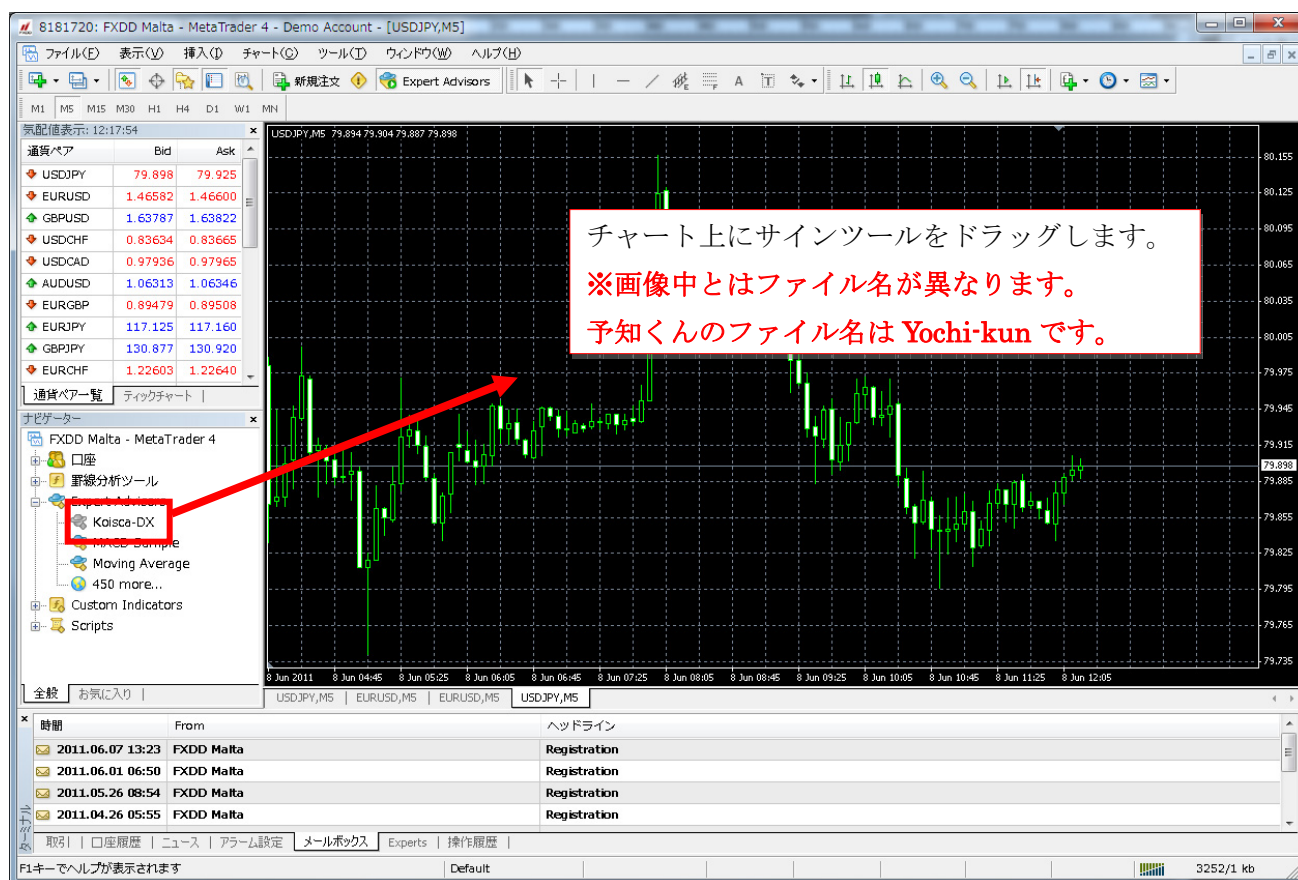 8181720: FXDD Malta - MetaTrader 4 - Demo Account - [USDJPY,M5]
ファイル(F) 表示(V) 挿入(I) チャート(C) ツール(T) ウィンドウ(W) ヘルプ(H)
新規注文 Expert Advisors A T
M1 M5 M15 M30 H1 H4 D1 W1 MN
気配値表示: 12:17:54
通貨ペア Bid Ask
USDJPY 79.898 79.925
EURUSD 1.46582 1.46600
GBPUSD 1.63787 1.63822
USDCHF 0.83634 0.83665
USDCAD 0.97936 0.97965
AUDUSD 1.06313 1.06346
EURGBP 0.89479 0.89508
EURJPY 117.125 117.160
GBPJPY 130.877 130.920
EURCHF 1.22603 1.22640
通貨ペア一覧 ティックチャート
ナビゲーター
FXDD Malta - MetaTrader 4
口座
罫線分析ツール
Expert Advisors
Koisca-DX
MACD Sample
Moving Average
450 more...
Custom Indicators
Scripts
全般 お気に入り
USDJPY,M5 79.894 79.904 79.887 79.898
チャート上にサインツールをドラッグします。
※画像中とはファイル名が異なります。
予知くんのファイル名は Yochi-kun です。
80.155
80.125
80.095
80.065
80.035
80.005
79.975
79.945
79.915
79.898
79.885
79.855
79.825
79.795
79.765
79.735
8 Jun 2011 8 Jun 04:45 8 Jun 05:25 8 Jun 06:05 8 Jun 06:45 8 Jun 07:25 8 Jun 08:05 8 Jun 08:45 8 Jun 09:25 8 Jun 10:05 8 Jun 10:45 8 Jun 11:25 8 Jun 12:05
USDJPY,M5 EURUSD,M5 EURUSD,M5 USDJPY,M5
時間 From ヘッドライン
2011.06.07 13:23 FXDD Malta Registration
2011.06.01 06:50 FXDD Malta Registration
2011.05.26 08:54 FXDD Malta Registration
2011.04.26 05:55 FXDD Malta Registration
ターミナル
取引 口座履歴 ニュース アラーム設定 メールボックス Experts 操作履歴
F1キーでヘルプが表示されます Default 3252/1 kb